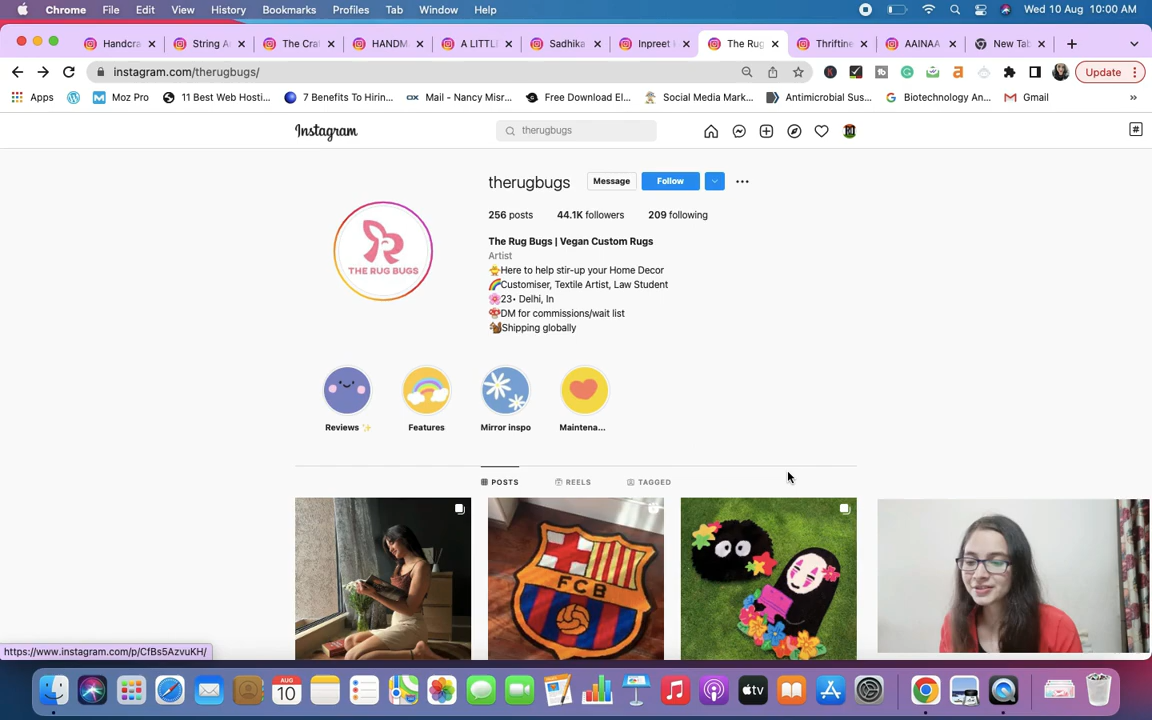 Chrome File Edit View History Bookmarks Profiles Tab Window Help
Wed 10 Aug 10:00 AM
Handcra
String A
The Cra
HANDM
A LITTL
Sadhika
Inpreet
The Rug
Thriftine
AAINAA
New Tab
instagram.com/therugbugs/
Update
Apps
Moz Pro
11 Best Web Hosti...
7 Benefits To Hirin...
Mail - Nancy Misr...
Free Download El...
Social Media Mark...
Antimicrobial Sus...
Biotechnology An...
Gmail
»
Instagram
therugbugs
therugbugs
Message
Follow
256 posts 44.1K followers 209 following
The Rug Bugs | Vegan Custom Rugs
Artist
🐥Here to help stir-up your Home Decor
🌈Customiser, Textile Artist, Law Student
🌸23• Delhi, In
🍄DM for commissions/wait list
🐿Shipping globally
THE RUG BUGS
Reviews ✨
Features
Mirror inspo
Maintena...
POSTS
REELS
TAGGED
FCB
https://www.instagram.com/p/CfBs5AzvuKH/
AUG
10
tv